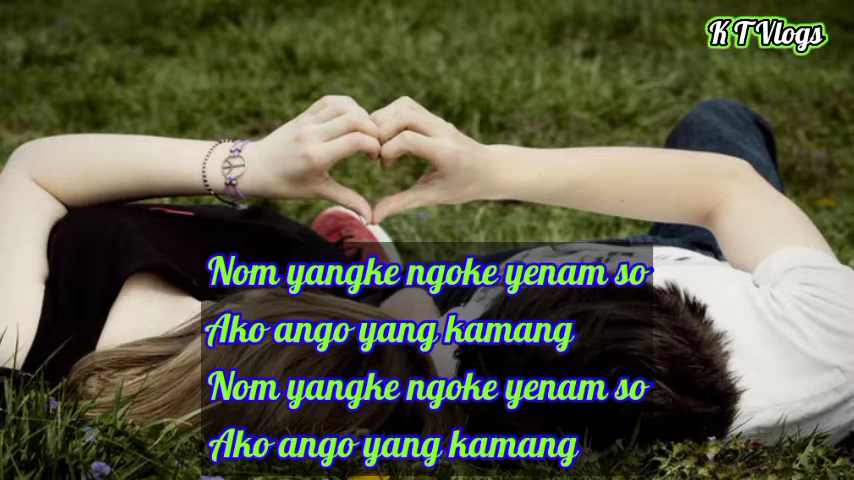 K T Vlogs
Nom yangke ngoke yenam so
Ako ango yang kamang
Nom yangke ngoke yenam so
Ako ango yang kamang